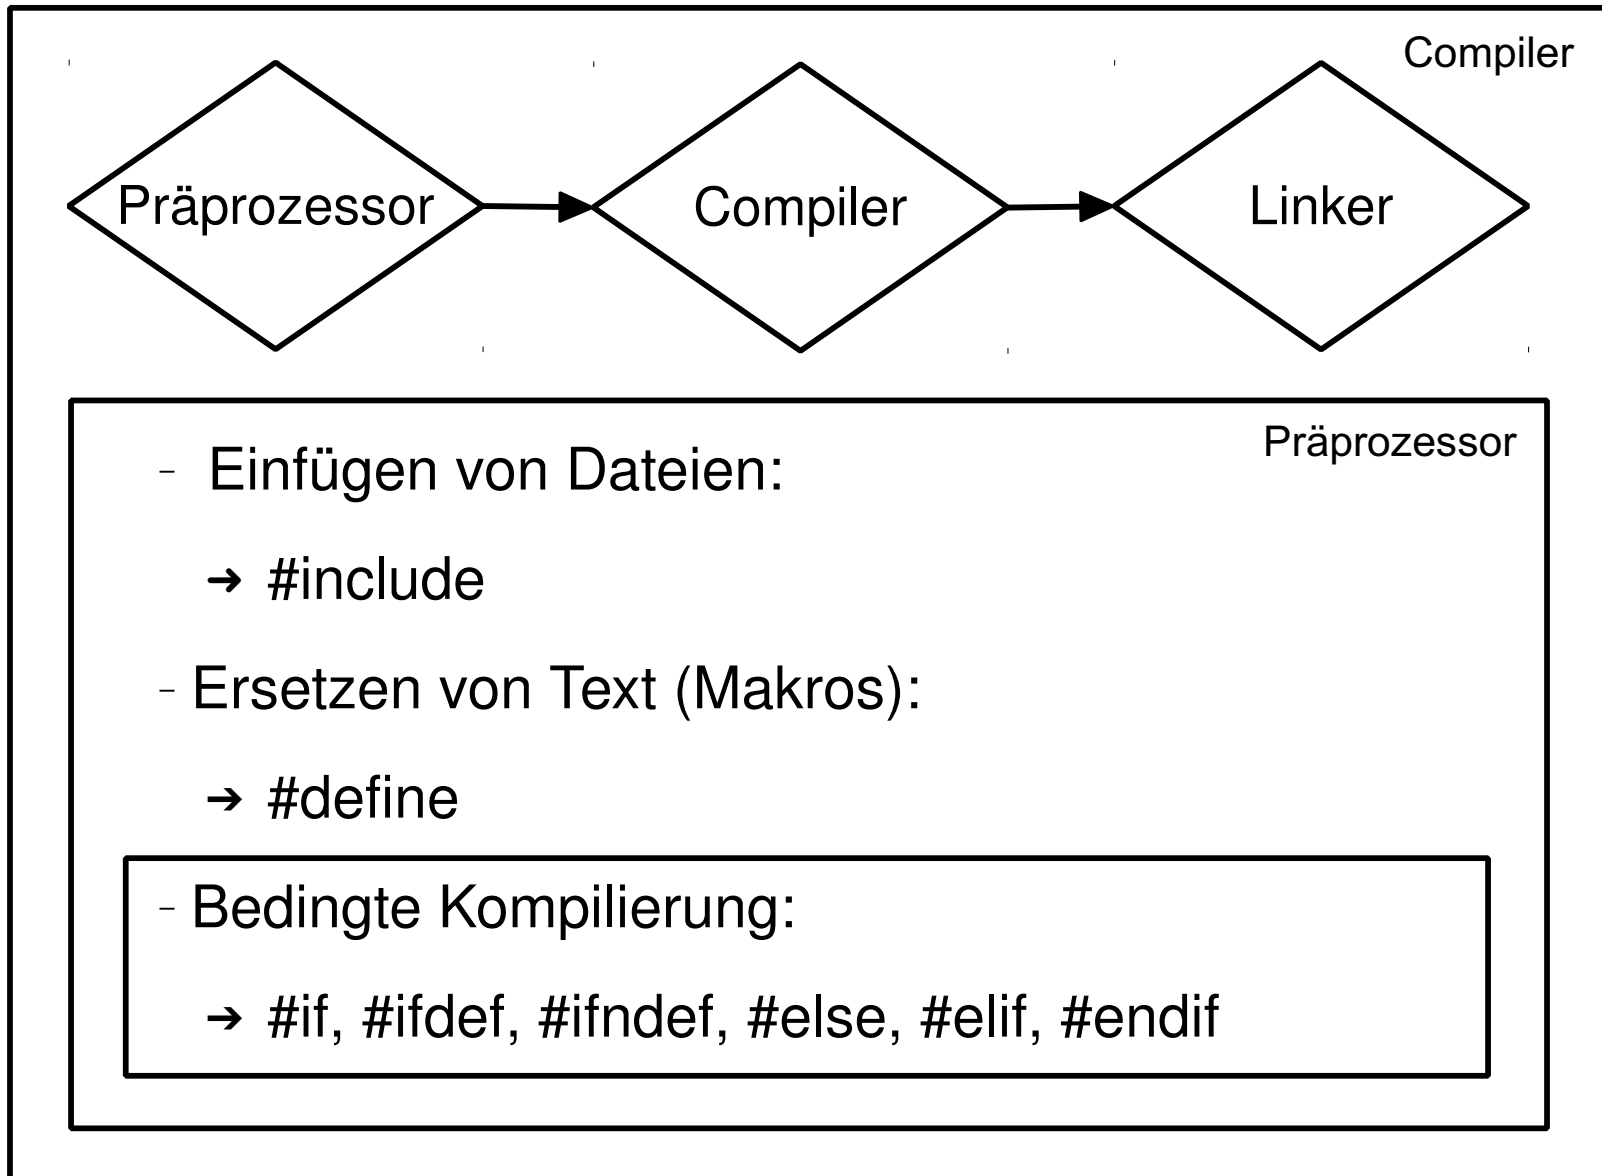 Compiler
Präprozessor
Compiler
Linker
Präprozessor
- Einfügen von Dateien:
➜ #include
- Ersetzen von Text (Makros):
➔ #define
- Bedingte Kompilierung:
➔ #if, #ifdef, #ifndef, #else, #elif, #endif